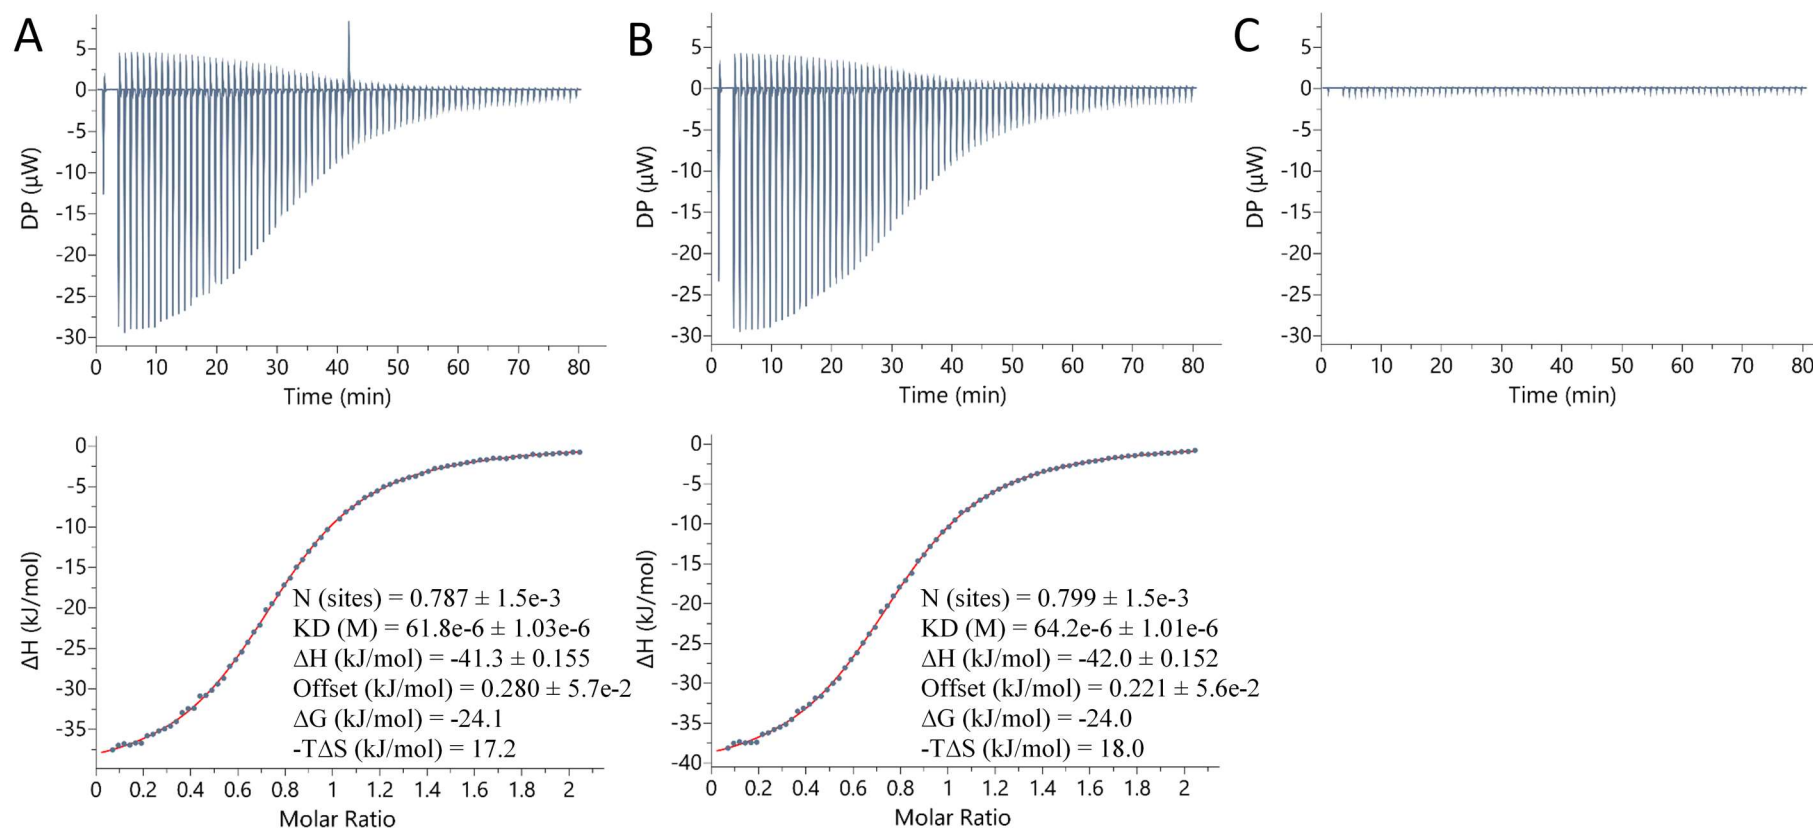 A
5
0
-5
-10
-15
-20
-25
-30
DP (µW)
0 10 20 30 40 50 60 70 80
Time (min)
B
5
0
-5
-10
-15
-20
-25
-30
DP (µW)
0 10 20 30 40 50 60 70 80
Time (min)
C
5
0
-5
-10
-15
-20
-25
-30
DP (µW)
0 10 20 30 40 50 60 70 80
Time (min)
0
-5
-10
-15
-20
-25
-30
-35
ΔH (kJ/mol)
N (sites) = 0.787 ± 1.5e-3
KD (M) = 61.8e-6 ± 1.03e-6
ΔH (kJ/mol) = -41.3 ± 0.155
Offset (kJ/mol) = 0.280 ± 5.7e-2
ΔG (kJ/mol) = -24.1
-TΔS (kJ/mol) = 17.2
0 0.2 0.4 0.6 0.8 1 1.2 1.4 1.6 1.8 2
Molar Ratio
0
-5
-10
-15
-20
-25
-30
-35
-40
ΔH (kJ/mol)
N (sites) = 0.799 ± 1.5e-3
KD (M) = 64.2e-6 ± 1.01e-6
ΔH (kJ/mol) = -42.0 ± 0.152
Offset (kJ/mol) = 0.221 ± 5.6e-2
ΔG (kJ/mol) = -24.0
-TΔS (kJ/mol) = 18.0
0 0.2 0.4 0.6 0.8 1 1.2 1.4 1.6 1.8 2
Molar Ratio